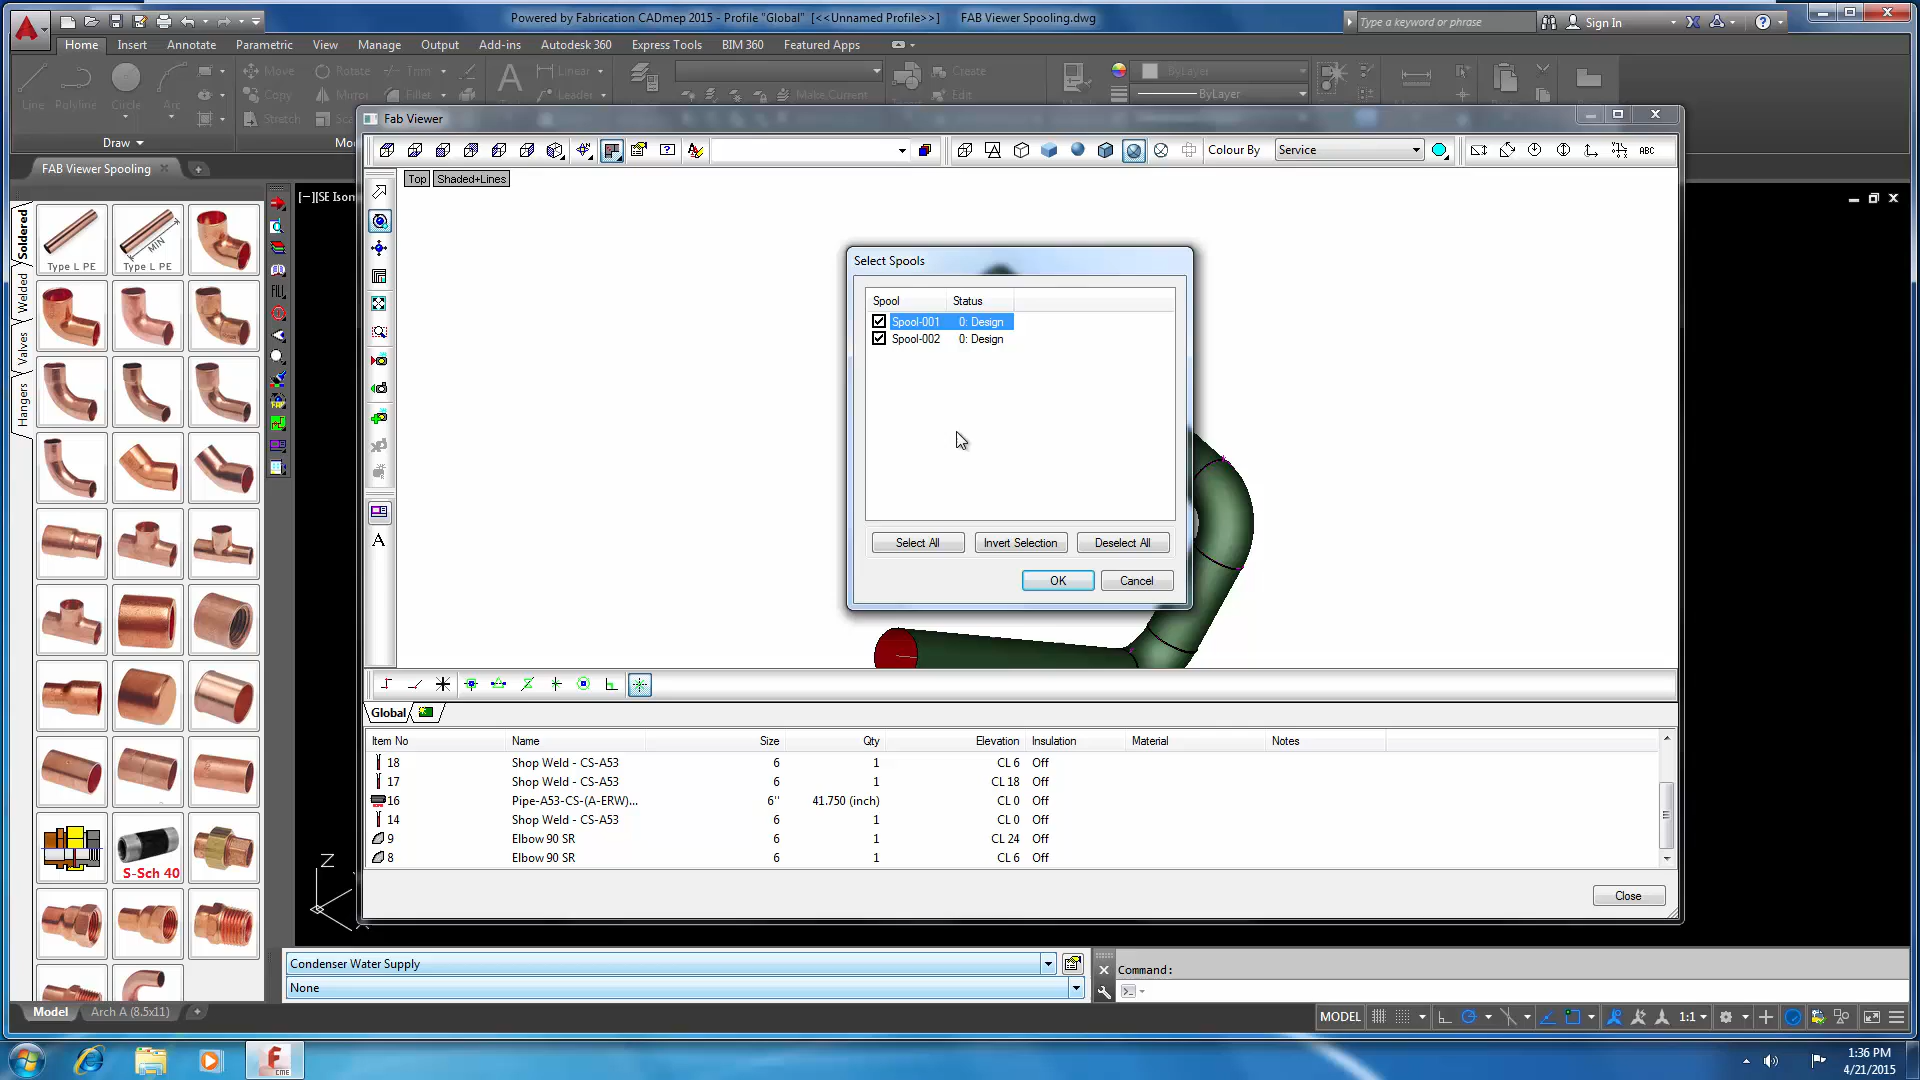 Powered by Fabrication CADmep 2015 - Profile "Global" [<<Unnamed Profile>>] FAB Viewer Spooling.dwg
Type a keyword or phrase
Sign In
Home Insert Annotate Parametric View Manage Output Add-ins Autodesk 360 Express Tools BIM 360 Featured Apps
Line Polyline Circle Arc
Move Rotate Trim
Copy Mirror Fillet
Stretch
Linear
Leader
Make Current
Create
Edit
ByLayer
ByLayer
Draw
FAB Viewer Spooling
Fab Viewer
Colour By Service
ABC
Top Shaded+Lines
[−][SE Ison
Soldered
Welded
Valves
Hangers
Type L PE
MIN
Type L PE
S-Sch 40
Select Spools
Spool Status
Spool-001 0: Design
Spool-002 0: Design
Select All Invert Selection Deselect All
OK Cancel
A
Global
Item No Name Size Qty Elevation Insulation Material Notes
18 Shop Weld - CS-A53 6 1 CL 6 Off
17 Shop Weld - CS-A53 6 1 CL 18 Off
16 Pipe-A53-CS-(A-ERW)... 6" 41.750 (inch) CL 0 Off
14 Shop Weld - CS-A53 6 1 CL 0 Off
9 Elbow 90 SR 6 1 CL 24 Off
8 Elbow 90 SR 6 1 CL 6 Off
Close
Z
Condenser Water Supply
None
Command:
Model Arch A (8.5x11)
MODEL
1:1
CME
1:36 PM
4/21/2015